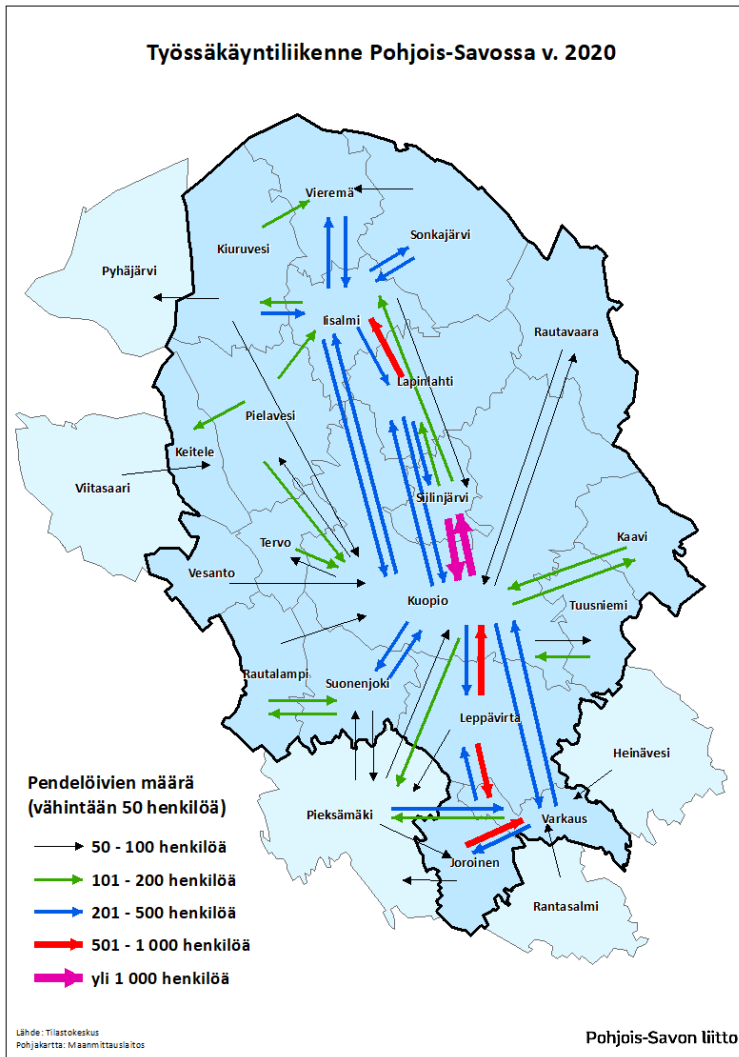 Työssäkäyntiliikenne Pohjois-Savossa v. 2020
Vieremä
Sonkajärvi
Kiuruvesi
Pyhäjärvi
Iisalmi
Rautavaara
Lapinlahti
Pielavesi
Keitele
Viitasaari
Siilinjärvi
Kaavi
Tervo
Vesanto
Kuopio
Tuusniemi
Rautalampi
Suonenjoki
Leppävirta
Heinävesi
Pendelöivien määrä
(vähintään 50 henkilöä)
Pieksämäki
Varkaus
50 - 100 henkilöä
Joroinen
101 - 200 henkilöä
Rantasalmi
201 - 500 henkilöä
501 - 1 000 henkilöä
yli 1 000 henkilöä
Lähde: Tilastokeskus
Pohjakartta: Maanmittauslaitos
Pohjois-Savon liitto